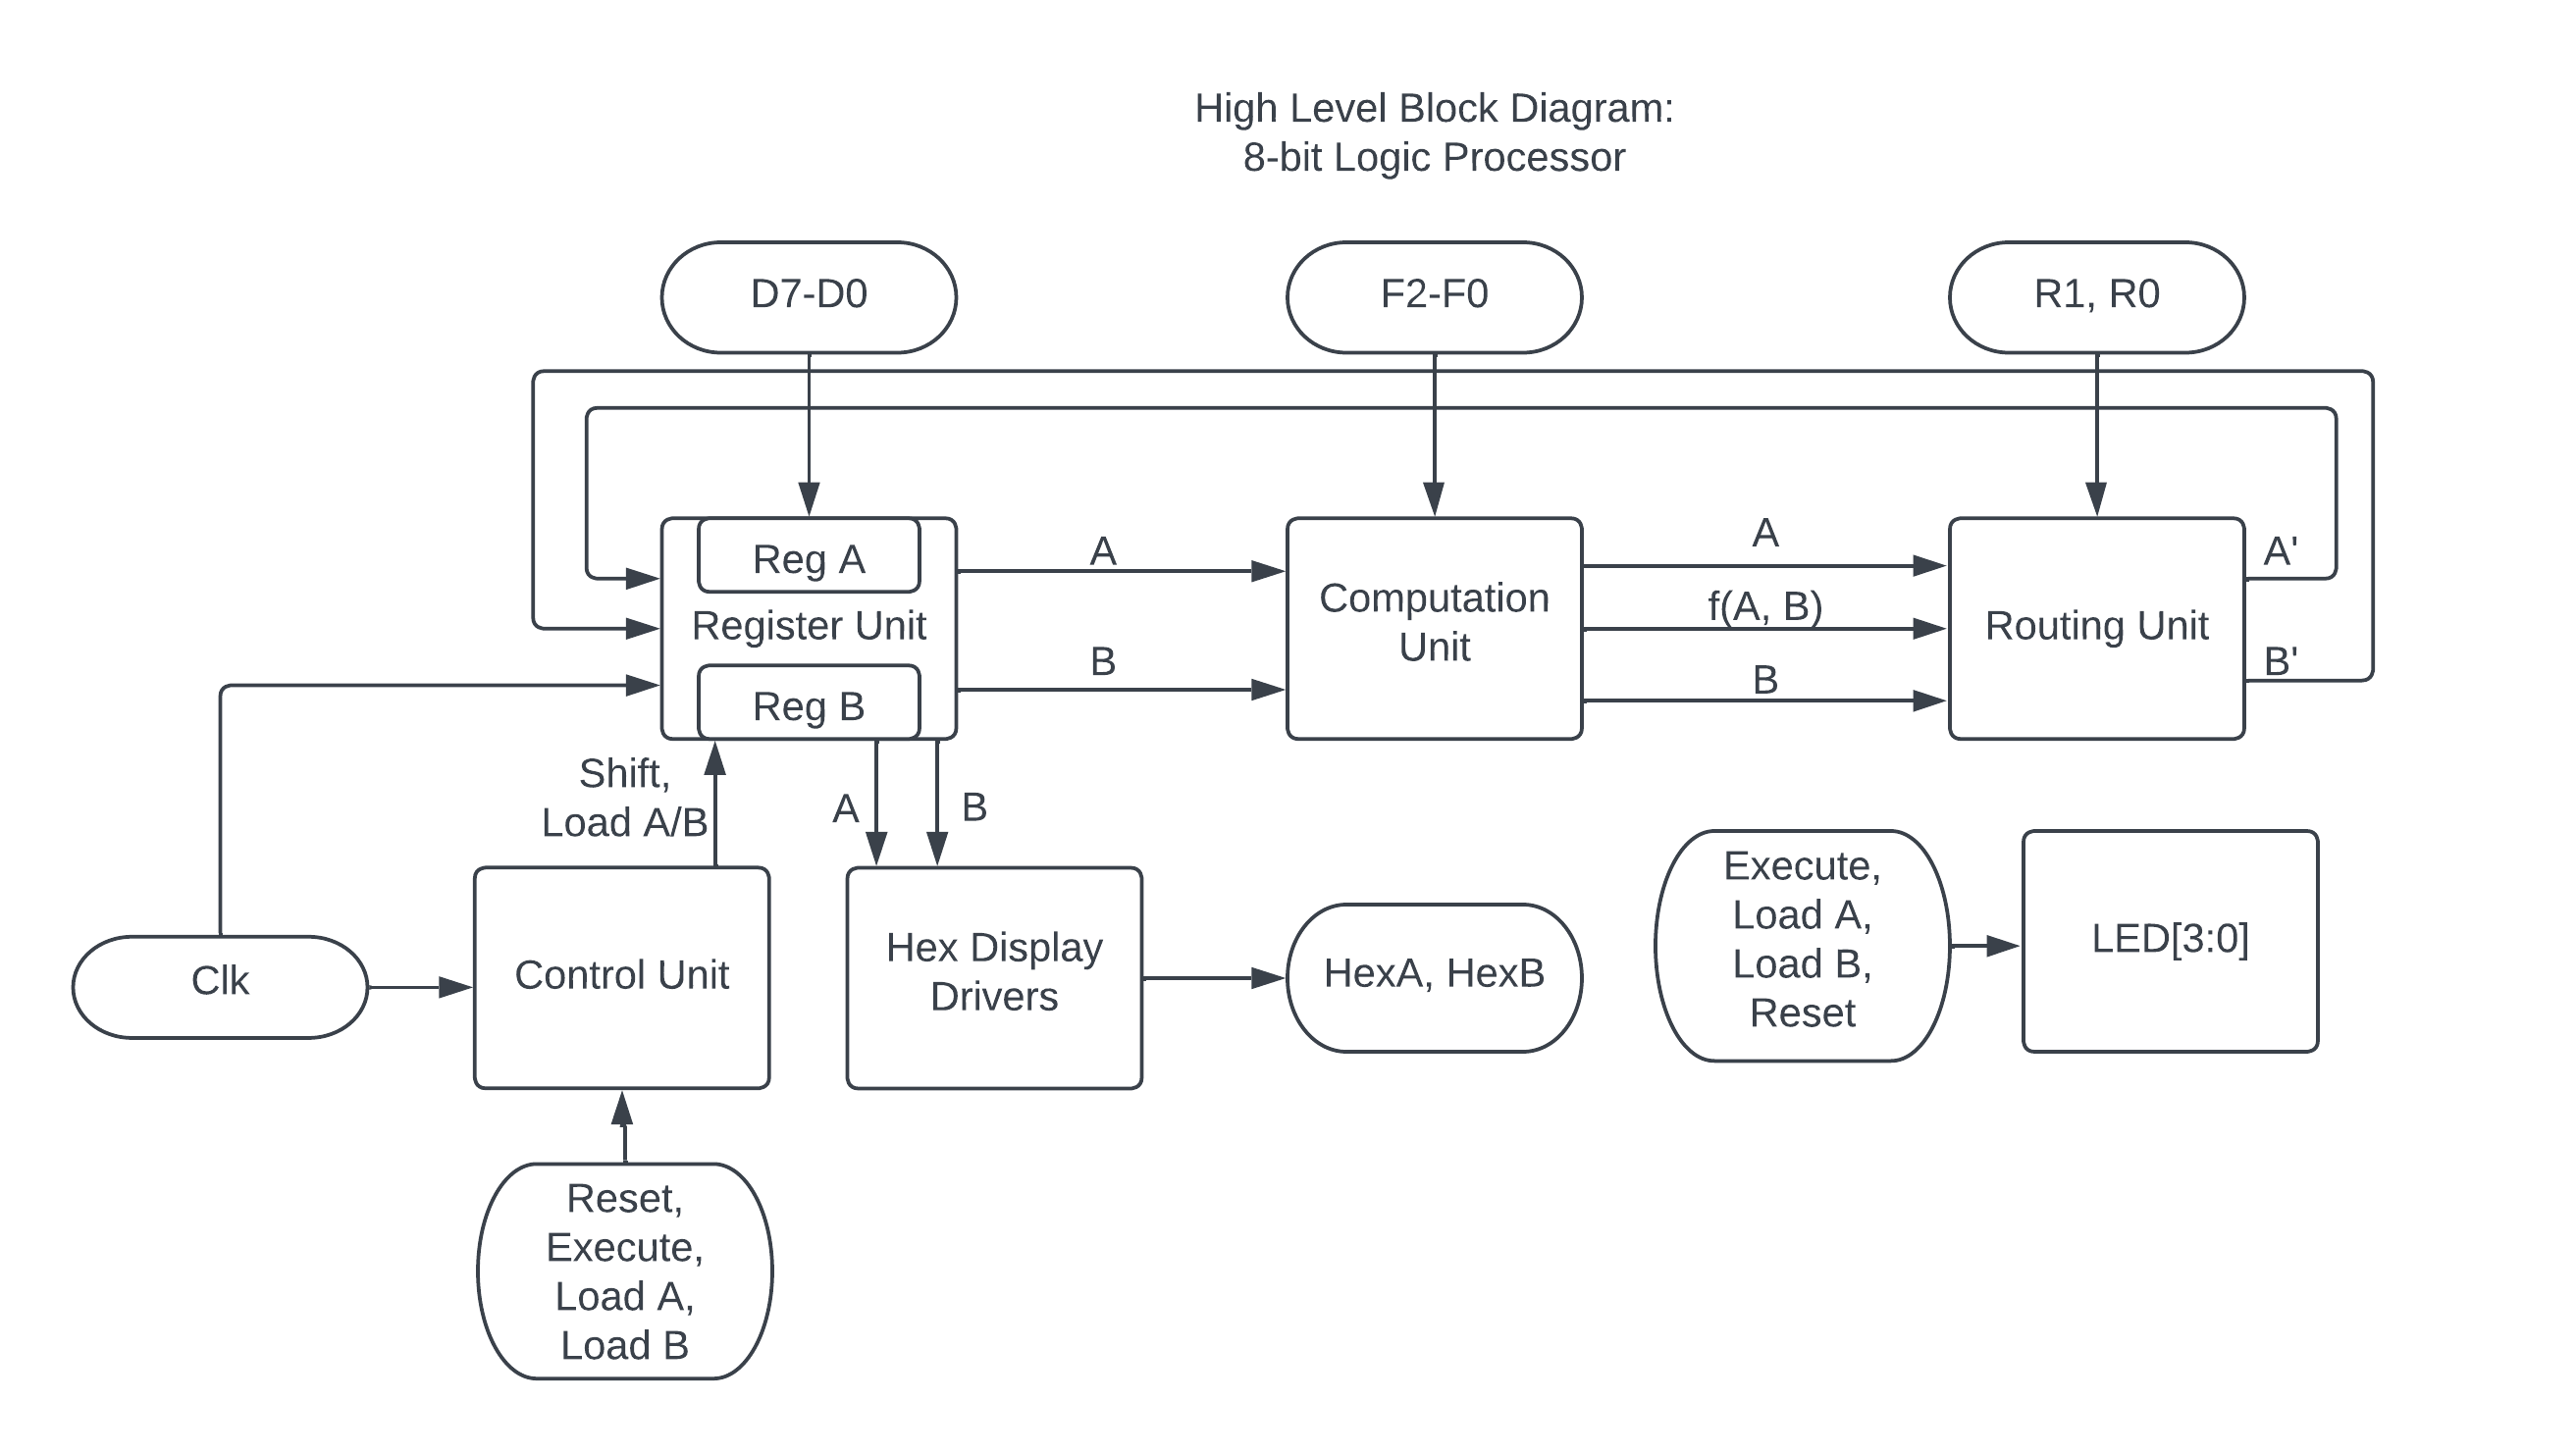 High Level Block Diagram:
8-bit Logic Processor
D7-D0
F2-F0
R1, R0
Reg A
Register Unit
Reg B
A
B
Computation
Unit
A
f(A, B)
B
Routing Unit
A'
B'
Shift,
Load A/B
A
B
Clk
Control Unit
Hex Display
Drivers
HexA, HexB
Execute,
Load A,
Load B,
Reset
LED[3:0]
Reset,
Execute,
Load A,
Load B